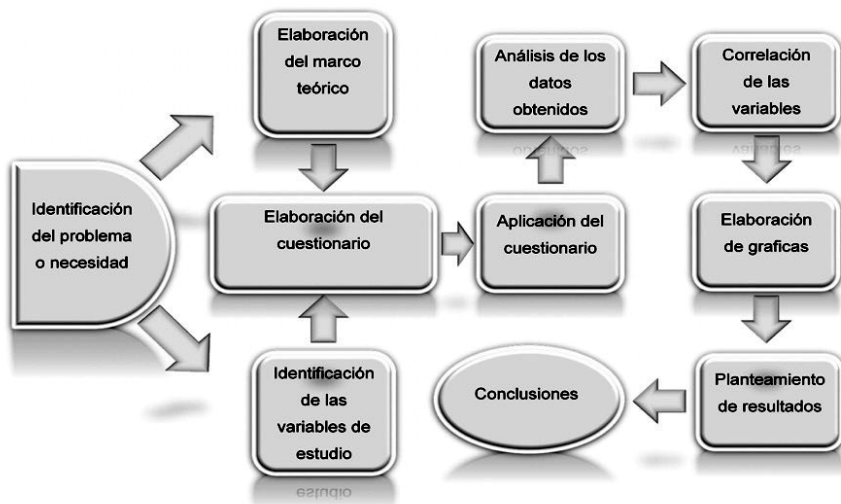 Identificación
del problema
o necesidad
Elaboración
del marco
teórico
Elaboración del
cuestionario
Identificación
de las
variables de
estudio
Aplicación del
cuestionario
Análisis de los
datos
obtenidos
Correlación
de las
variables
Elaboración
de graficas
Planteamiento
de resultados
Conclusiones